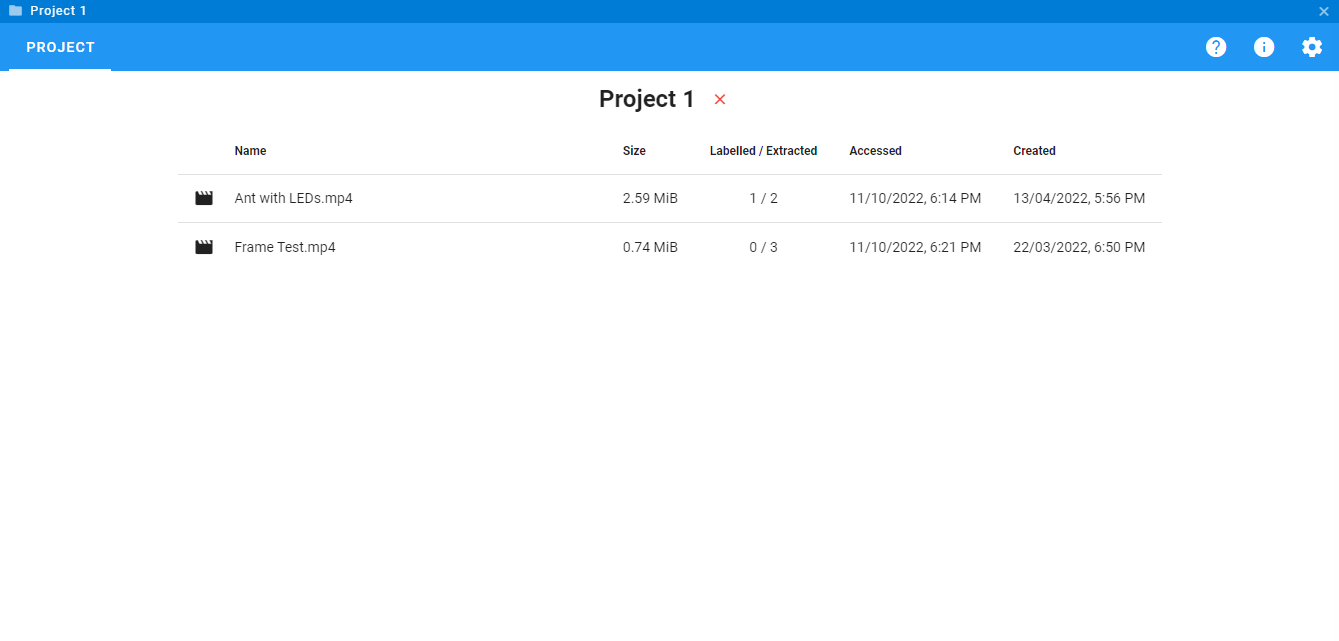 Project 1
PROJECT
Project 1
Name Size Labelled / Extracted Accessed Created
Ant with LEDs.mp4 2.59 MiB 1 / 2 11/10/2022, 6:14 PM 13/04/2022, 5:56 PM
Frame Test.mp4 0.74 MiB 0 / 3 11/10/2022, 6:21 PM 22/03/2022, 6:50 PM